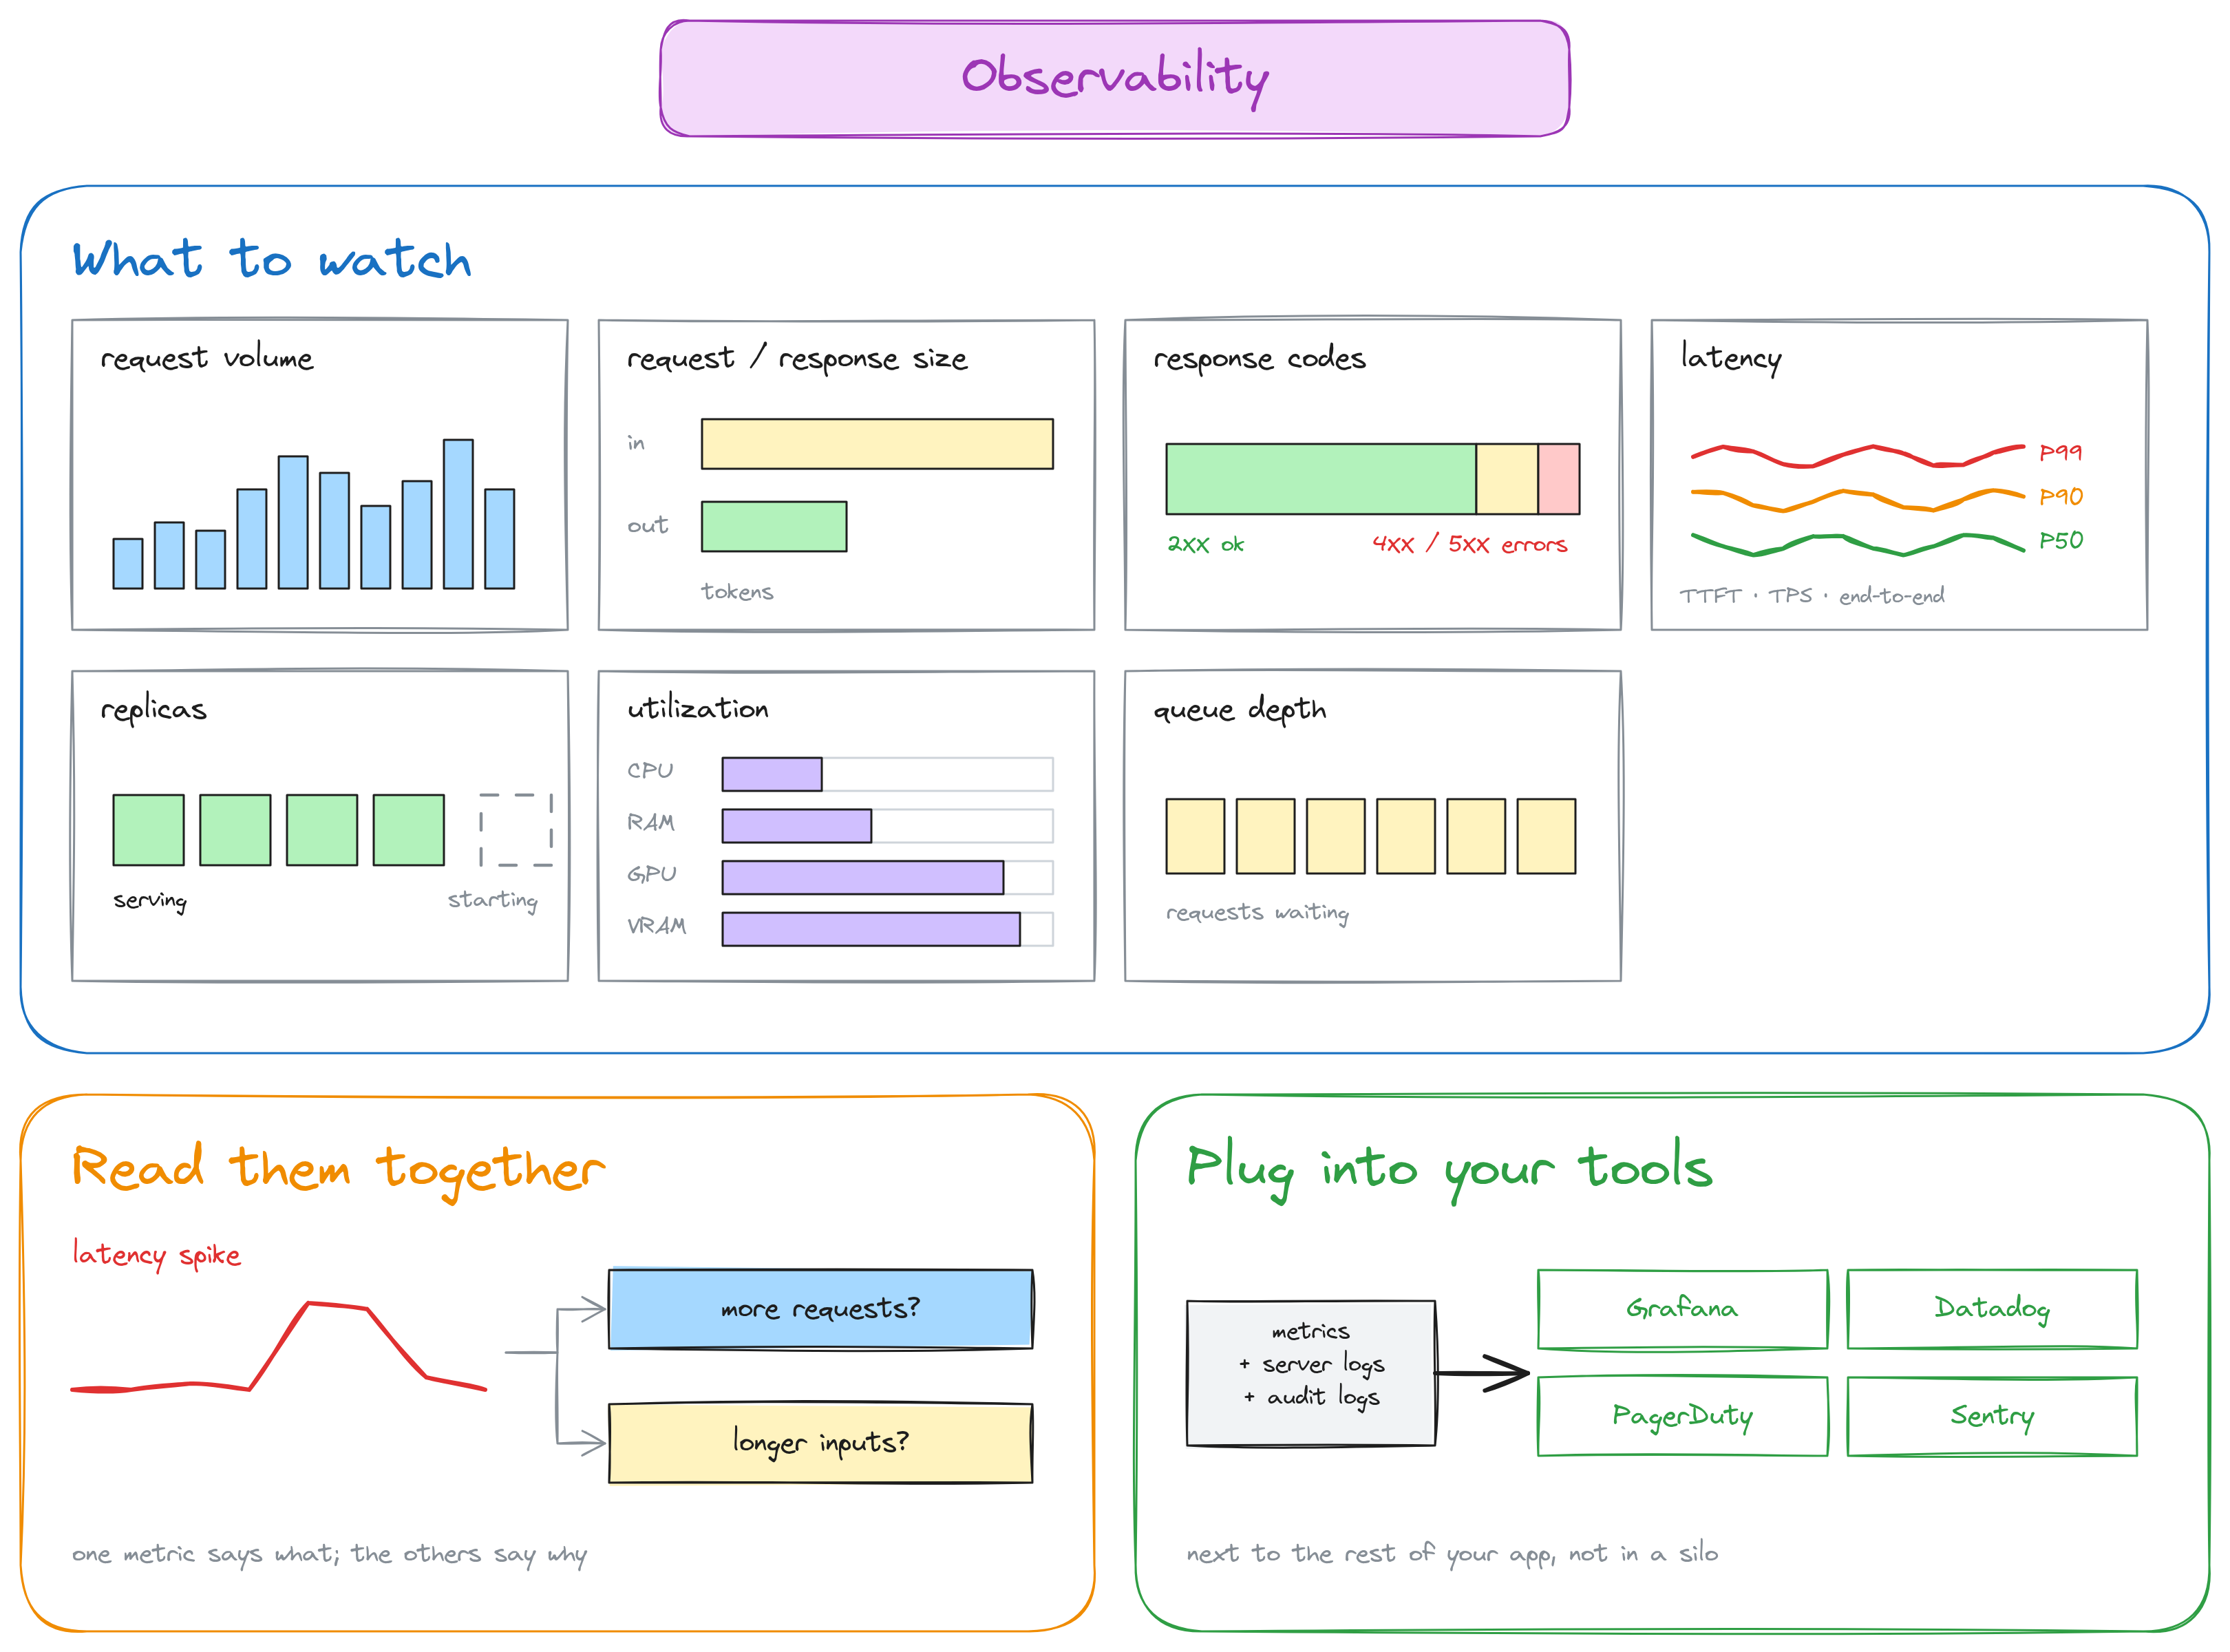 Observability
What to watch
request volume
request / response size
in
out
tokens
response codes
2XX ok
4XX / 5XX errors
latency
P99
P90
P50
TTFT · TPS · end-to-end
replicas
serving
starting
utilization
CPU
RAM
GPU
VRAM
queue depth
requests waiting
Read them together
latency spike
more requests?
longer inputs?
one metric says what; the others say why
Plug into your tools
metrics
+ server logs
+ audit logs
Grafana
Datadog
PagerDuty
Sentry
next to the rest of your app, not in a silo